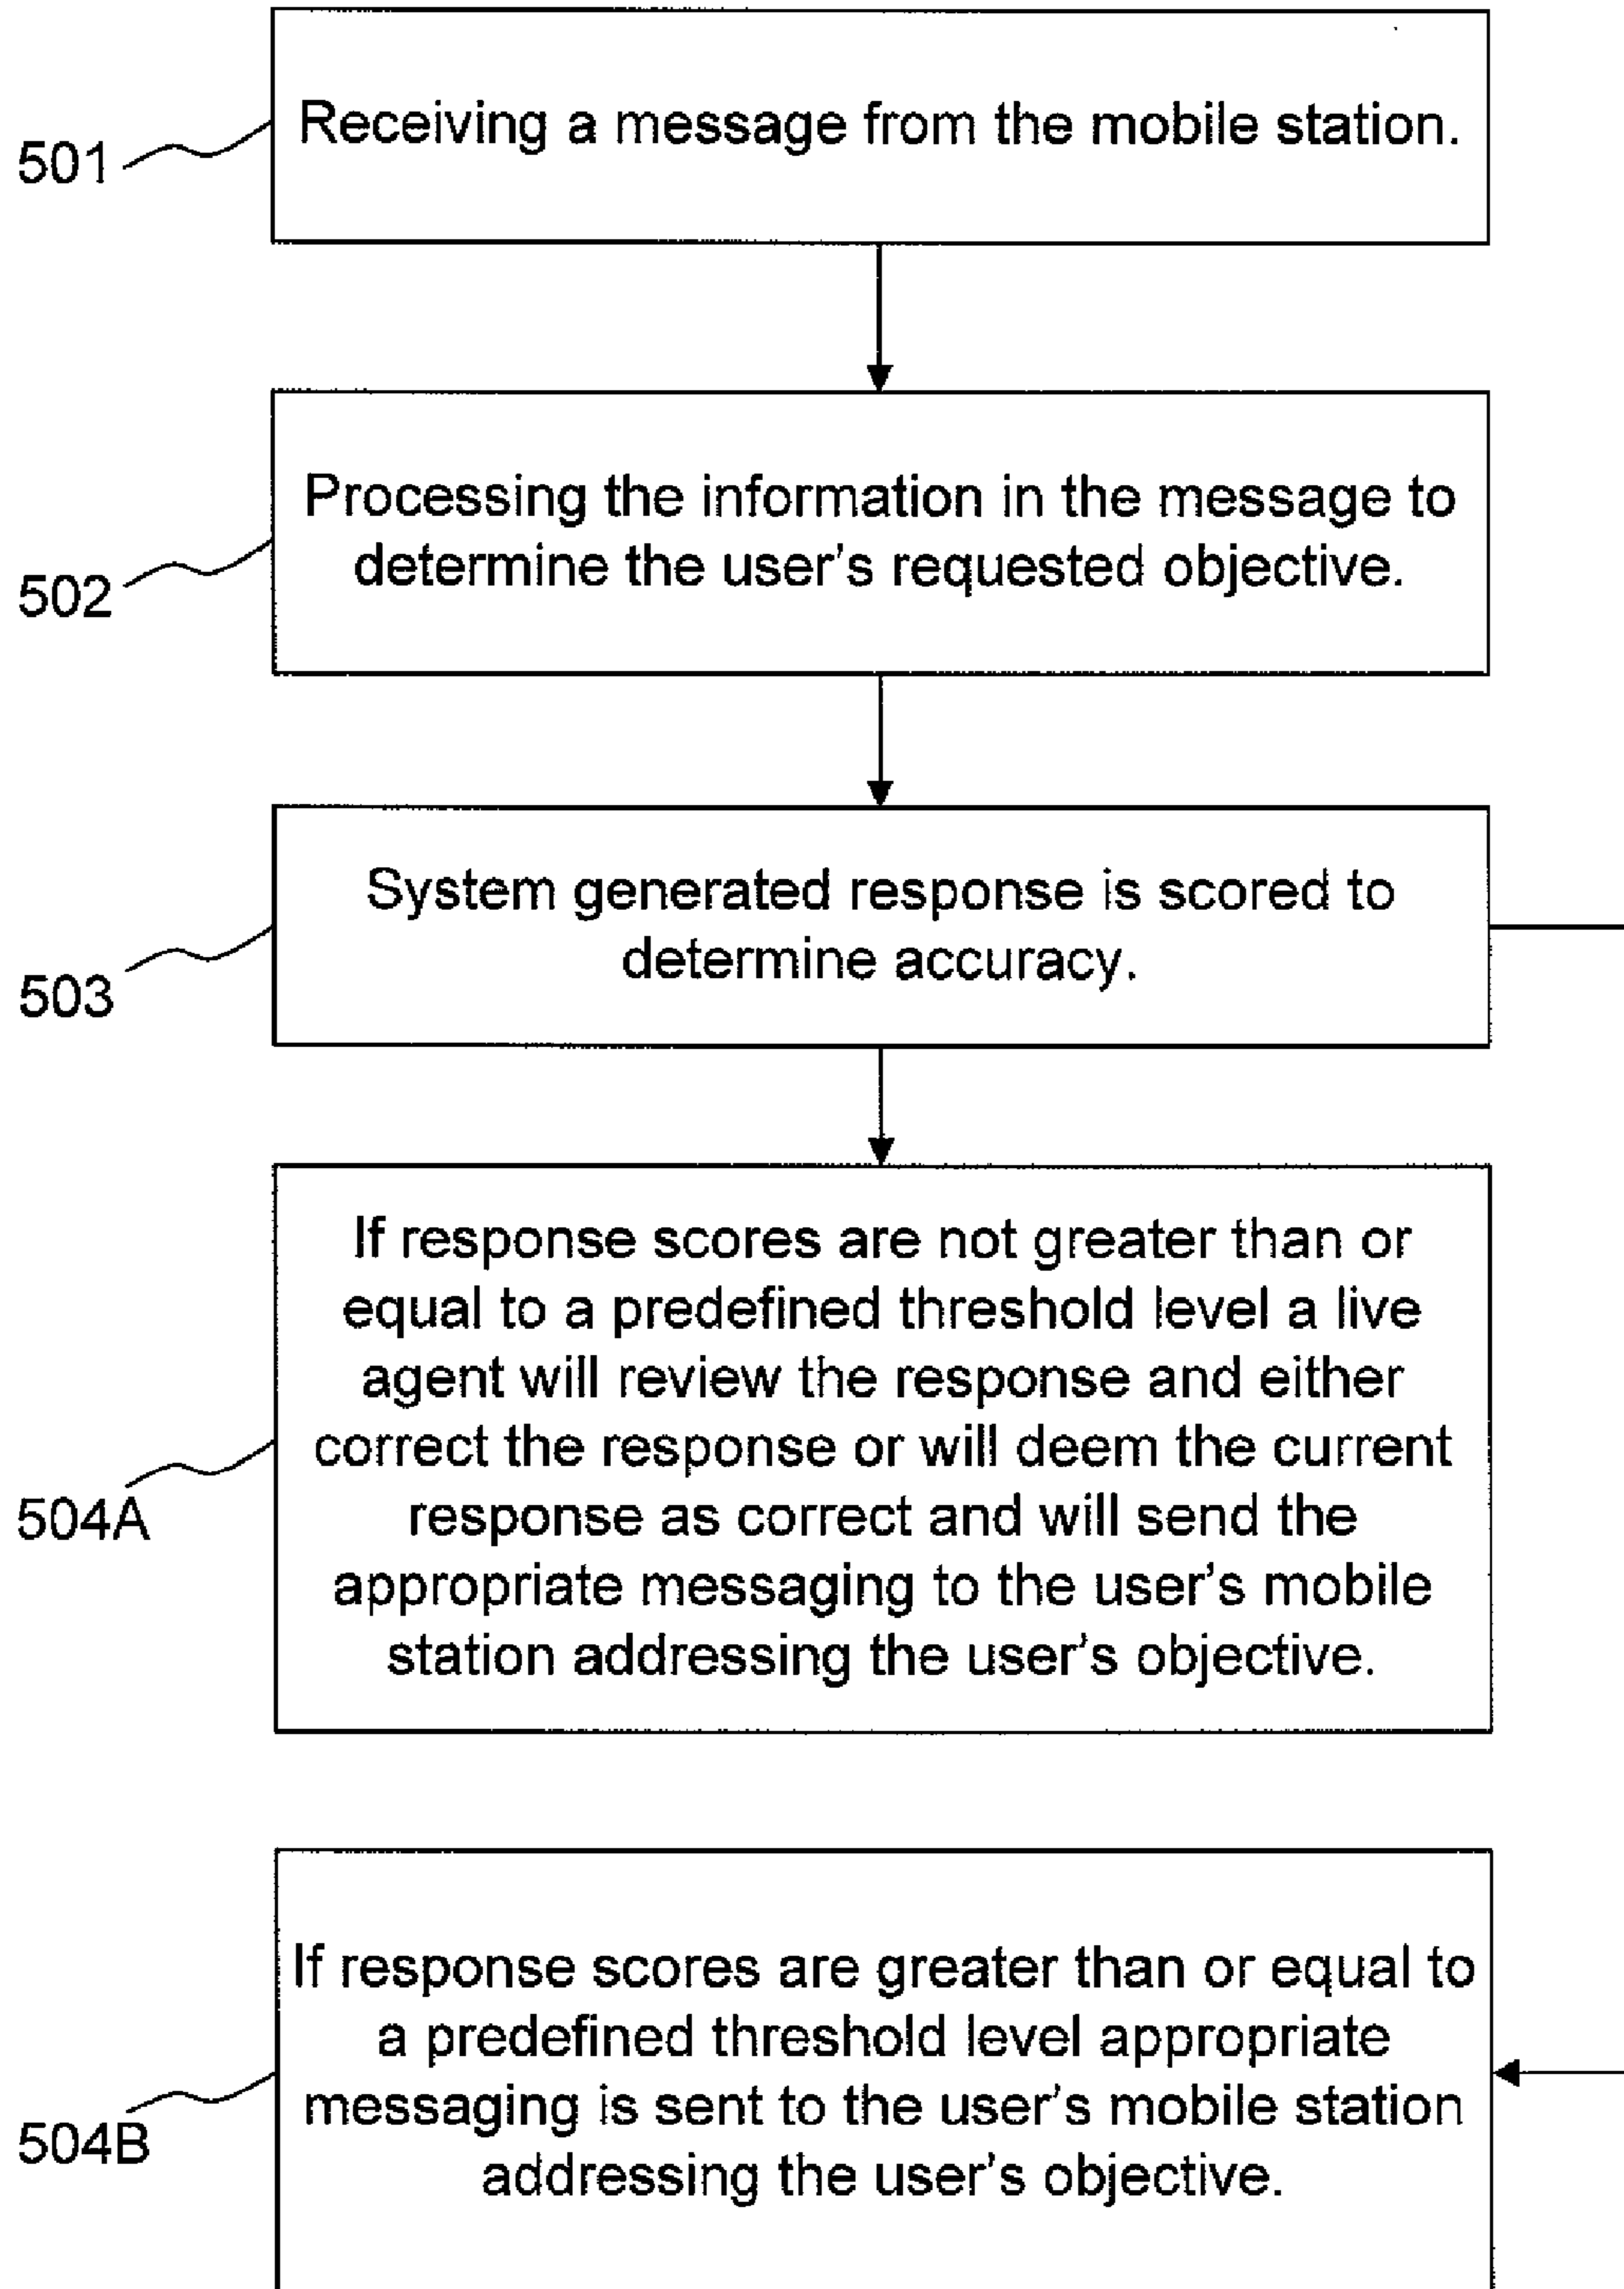 Receiving a message from the mobile station.
501
Processing the information in the message to
determine the user's requested objective.
502
System generated response is scored to
determine accuracy.
503
If response scores are not greater than or
equal to a predefined threshold level a live
agent will review the response and either
correct the response or will deem the current
response as correct and will send the
appropriate messaging to the user's mobile
station addressing the user's objective.
504A
If response scores are greater than or equal to
a predefined threshold level appropriate
messaging is sent to the user's mobile station
addressing the user's objective.
504B